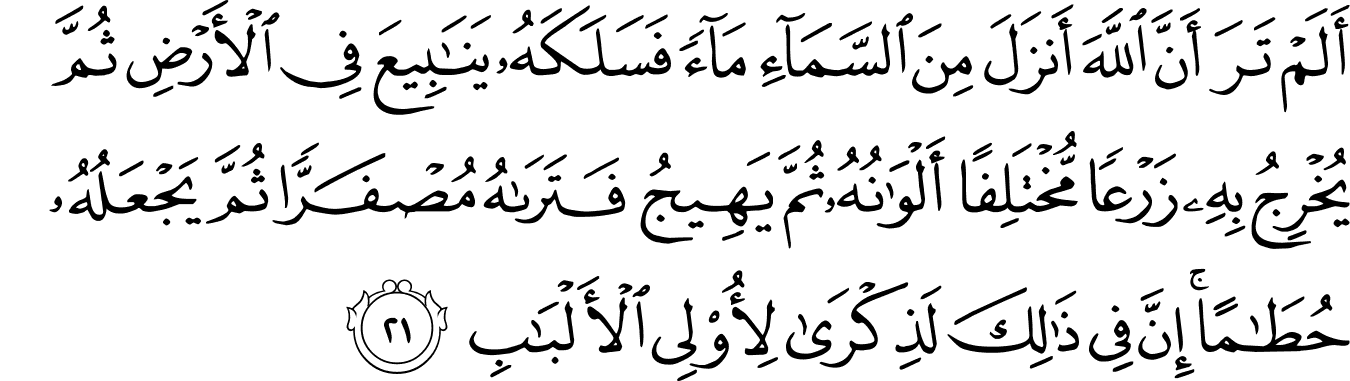 أَلَمْ تَرَ أَنَّ ٱللَّهَ أَنزَلَ مِنَ ٱلسَّمَآءِ مَآءً فَسَلَكَهُۥ يَنَـٰبِيعَ فِى ٱلْأَرْضِ ثُمَّ
يُخْرِجُ بِهِۦ زَرْعًا مُّخْتَلِفًا أَلْوَٰنُهُۥ ثُمَّ يَهِيجُ فَتَرَىٰهُ مُصْفَرًّا ثُمَّ يَجْعَلُهُۥ
حُطَـٰمًا ۚ إِنَّ فِى ذَٰلِكَ لَذِكْرَىٰ لِأُو۟لِى ٱلْأَلْبَـٰبِ ٢١